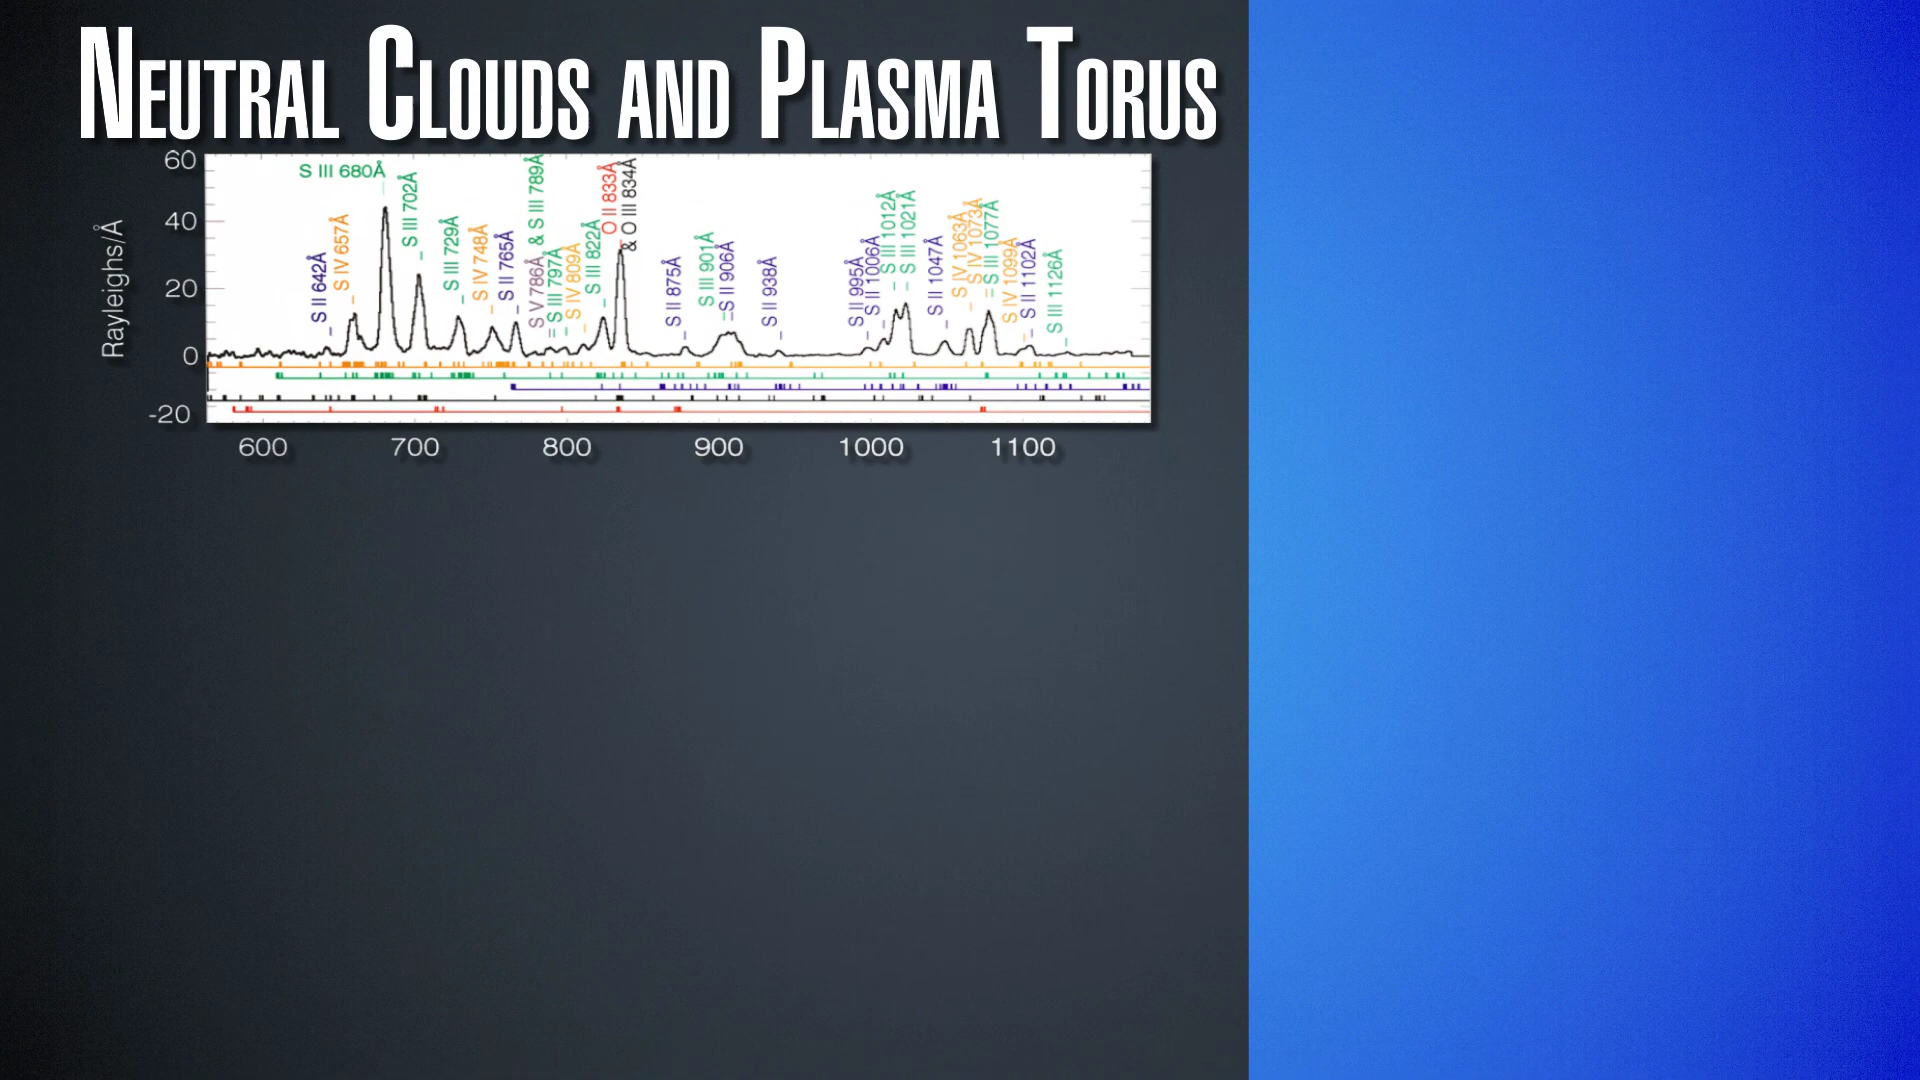 NEUTRAL CLOUDS AND PLASMA TORUS
Rayleighs/Å
60
40
20
0
-20
S II 642Å
S IV 657Å
S III 680Å
S III 702Å
S III 729Å
S IV 748Å
S II 765Å
S V 786Å & S III 789Å
S III 797Å
S IV 809Å
S III 822Å
O II 833Å
& O III 834Å
S II 875Å
S III 901Å
S II 906Å
S II 938Å
S II 995Å
S II 1006Å
S III 1012Å
S III 1021Å
S II 1047Å
S IV 1063Å
S IV 1073Å
S III 1077Å
S IV 1099Å
S II 1102Å
S III 1126Å
600 700 800 900 1000 1100